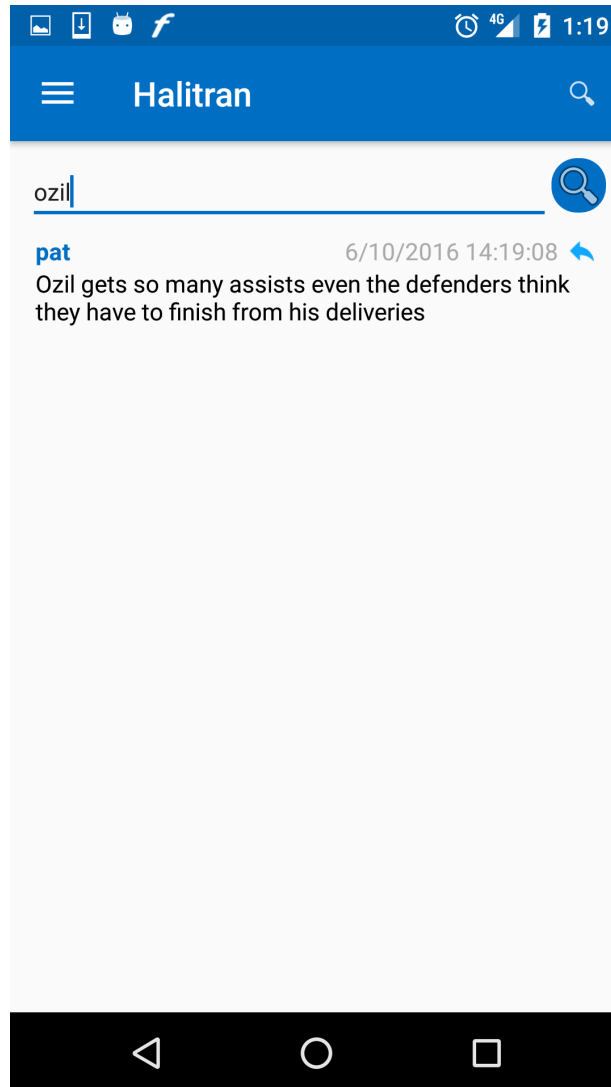 4G 1:19
Halitran
ozil
pat 6/10/2016 14:19:08
Ozil gets so many assists even the defenders think
they have to finish from his deliveries